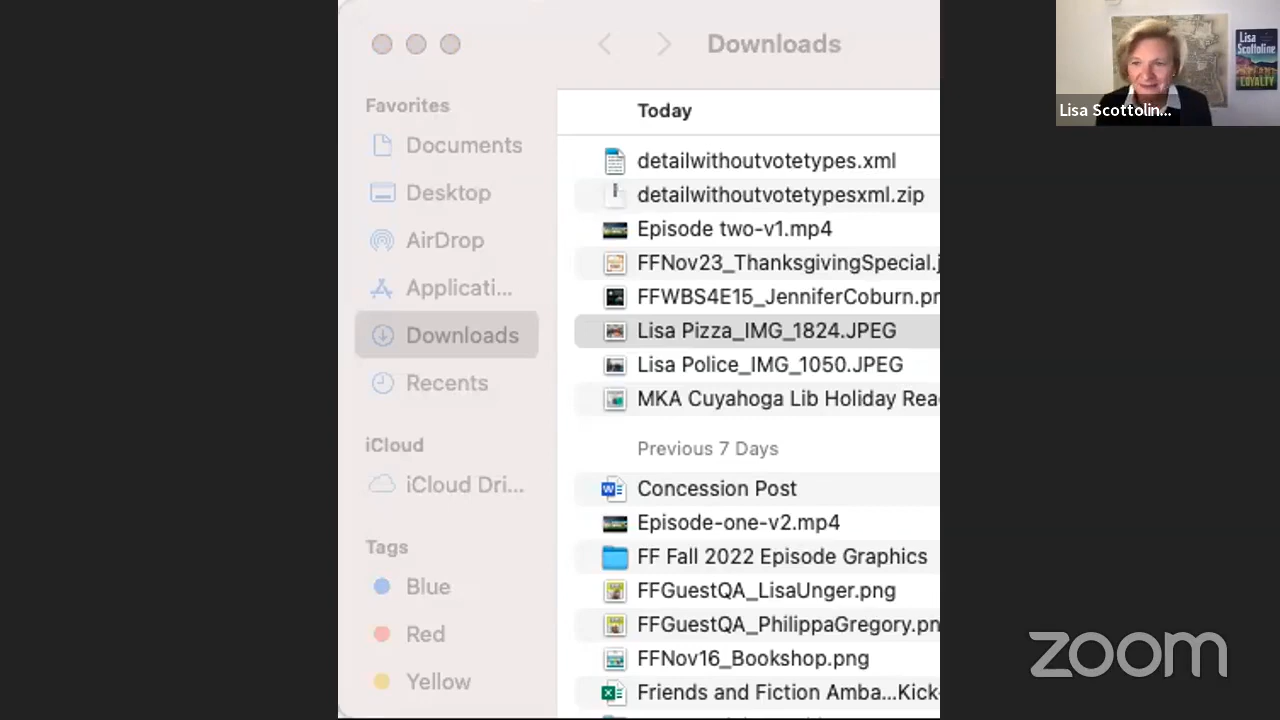 Downloads
Favorites
Documents
Desktop
AirDrop
Applicati...
Downloads
Recents
iCloud
iCloud Dri...
Tags
Blue
Red
Yellow
Today
detailwithoutvotetypes.xml
detailwithoutvotetypesxml.zip
Episode two-v1.mp4
FFNov23_ThanksgivingSpecial.j
FFWBS4E15_JenniferCoburn.pn
Lisa Pizza_IMG_1824.JPEG
Lisa Police_IMG_1050.JPEG
MKA Cuyahoga Lib Holiday Rea
Previous 7 Days
Concession Post
Episode-one-v2.mp4
FF Fall 2022 Episode Graphics
FFGuestQA_LisaUnger.png
FFGuestQA_PhilippaGregory.pn
FFNov16_Bookshop.png
Friends and Fiction Amba...Kick-
Lisa
Scottoline
LOYALTY
Lisa Scottolin...
zoom